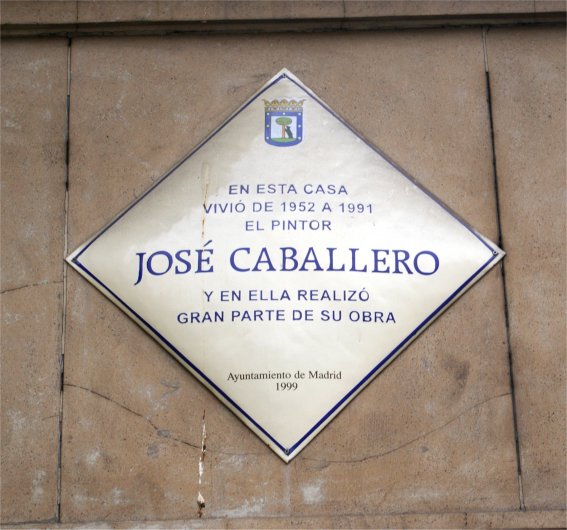 EN ESTA CASA
VIVIÓ DE 1952 A 1991
EL PINTOR
JOSÉ CABALLERO
Y EN ELLA REALIZÓ
GRAN PARTE DE SU OBRA
Ayuntamiento de Madrid
1999